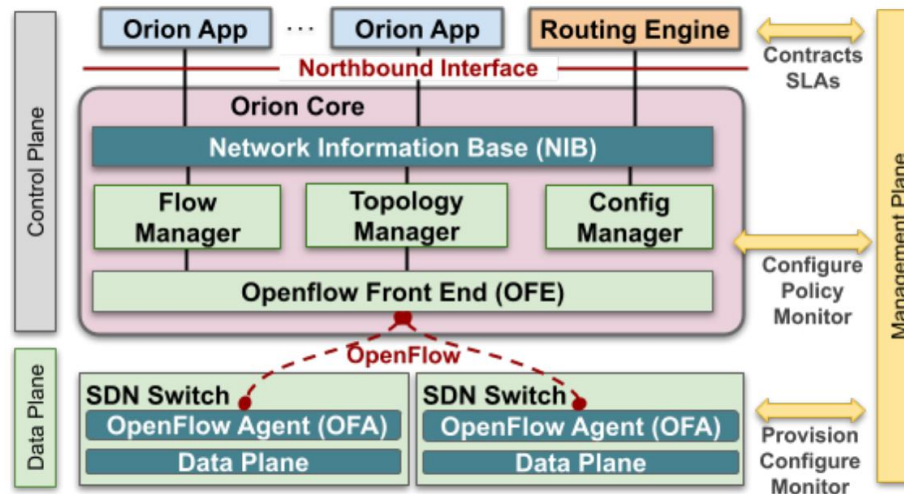 Control Plane
Orion App
...
Orion App
Routing Engine
Contracts
SLAs
Northbound Interface
Orion Core
Network Information Base (NIB)
Flow
Manager
Topology
Manager
Config
Manager
Configure
Policy
Monitor
Openflow Front End (OFE)
Management Plane
OpenFlow
Data Plane
SDN Switch
OpenFlow Agent (OFA)
Data Plane
SDN Switch
OpenFlow Agent (OFA)
Data Plane
Provision
Configure
Monitor